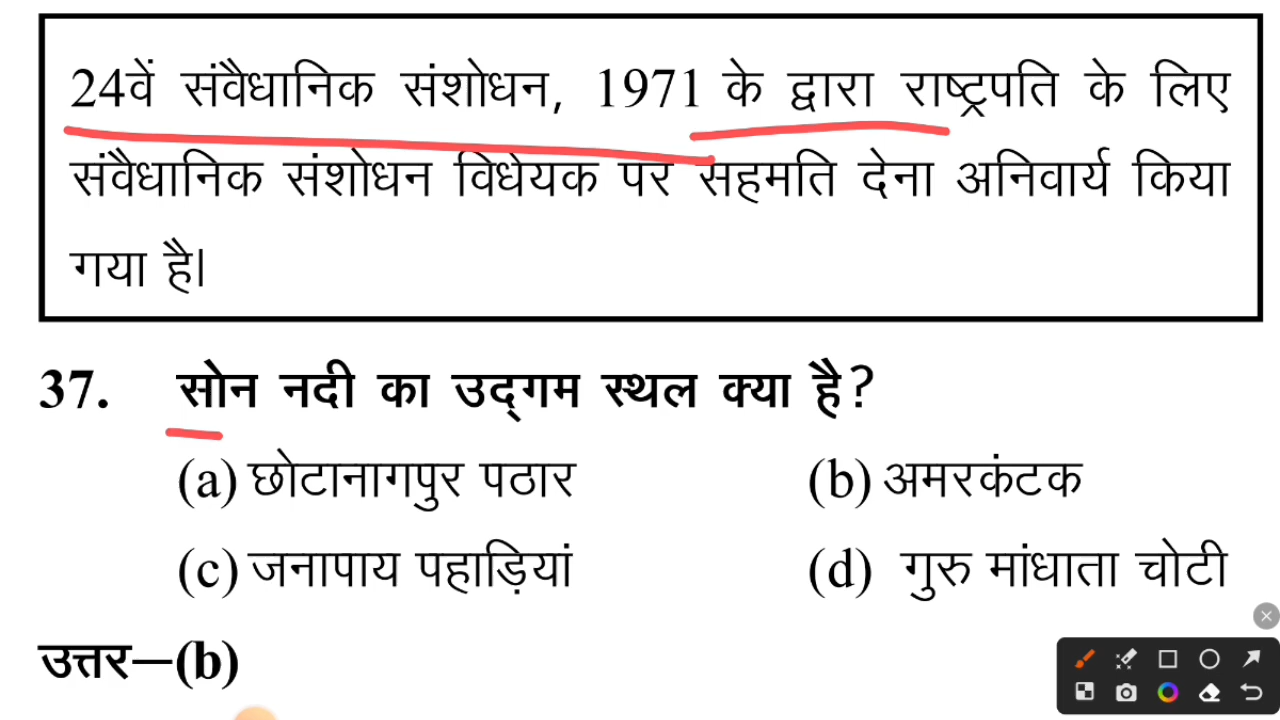 24वें संवैधानिक संशोधन, 1971 के द्वारा राष्ट्रपति के लिए
संवैधानिक संशोधन विधेयक पर सहमति देना अनिवार्य किया
गया है।
37. सोन नदी का उद्गम स्थल क्या है?
(a) छोटानागपुर पठार (b) अमरकंटक
(c) जनापाय पहाड़ियां (d) गुरु मांधाता चोटी
उत्तर—(b)